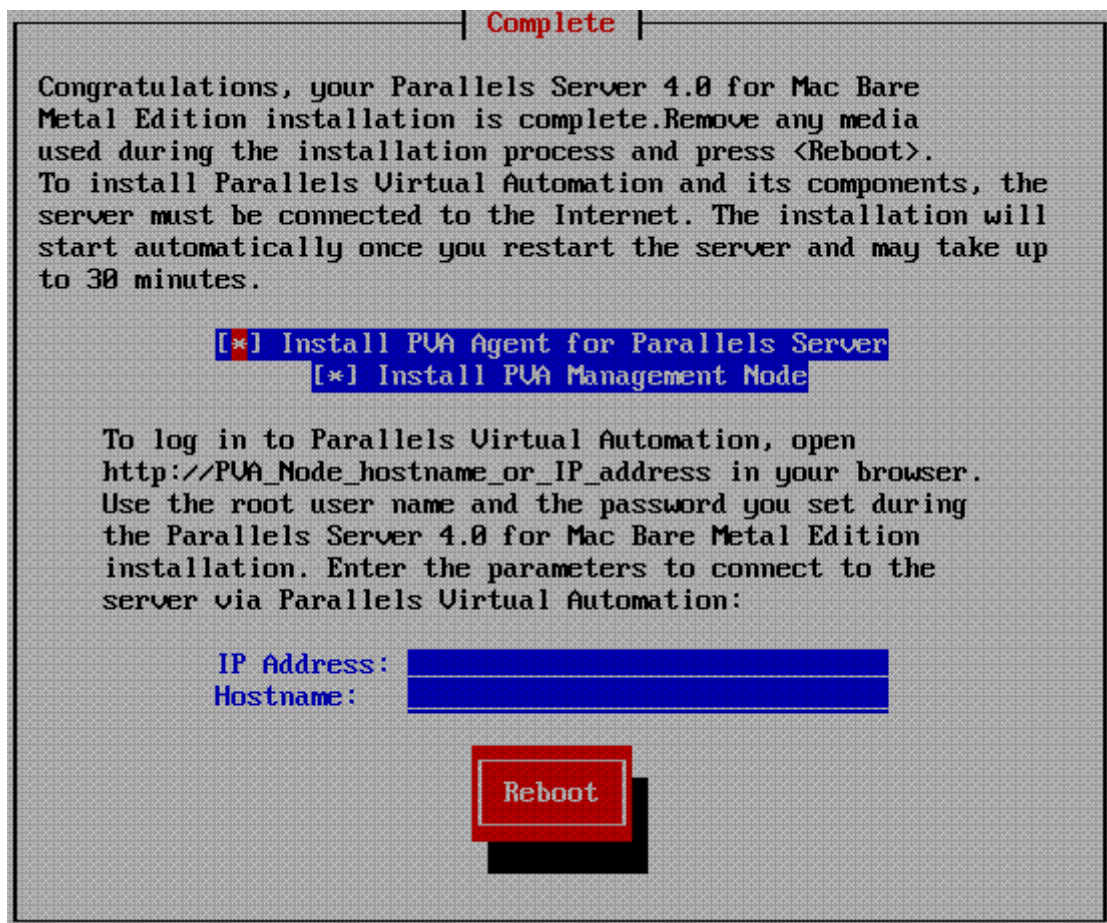 Complete
Congratulations, your Parallels Server 4.0 for Mac Bare
Metal Edition installation is complete.Remove any media
used during the installation process and press <Reboot>.
To install Parallels Virtual Automation and its components, the
server must be connected to the Internet. The installation will
start automatically once you restart the server and may take up
to 30 minutes.
[*] Install PVA Agent for Parallels Server
[*] Install PVA Management Node
To log in to Parallels Virtual Automation, open
http://PVA_Node_hostname_or_IP_address in your browser.
Use the root user name and the password you set during
the Parallels Server 4.0 for Mac Bare Metal Edition
installation. Enter the parameters to connect to the
server via Parallels Virtual Automation:
IP Address:
Hostname:
Reboot